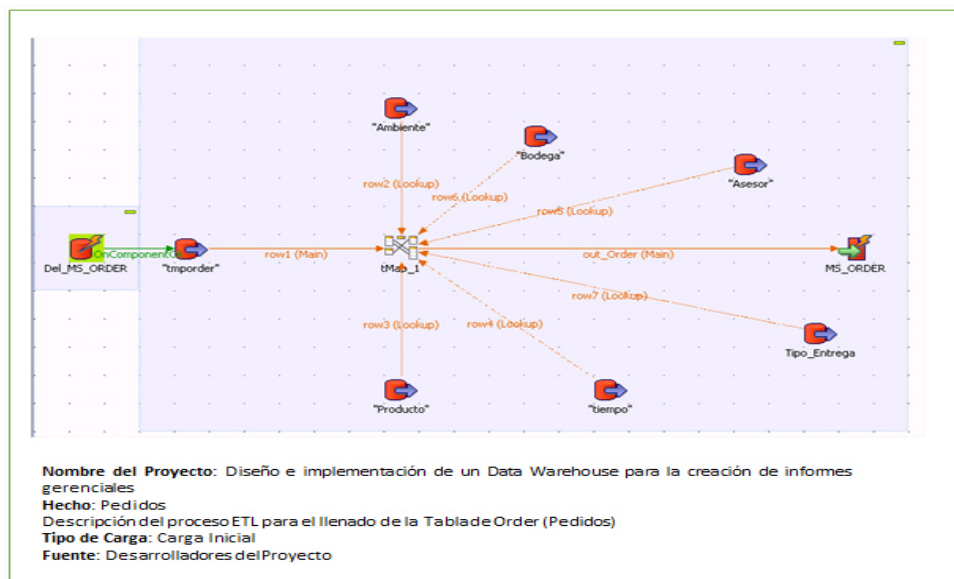 "Ambiente"
"Bodega"
"Asesor"
row2 (Lookup)
row6 (Lookup)
row5 (Lookup)
Del_MS_ORDER
OnComponentOk
"tmporder"
row1 (Main)
tMap_1
out_Order (Main)
MS_ORDER
row7 (Lookup)
row3 (Lookup)
row4 (Lookup)
Tipo_Entrega
"Producto"
"tiempo"
Nombre del Proyecto: Diseño e implementación de un Data Warehouse para la creación de informes
gerenciales
Hecho: Pedidos
Descripción del proceso ETL para el llenado de la Tabla de Order (Pedidos)
Tipo de Carga: Carga Inicial
Fuente: Desarrolladores del Proyecto